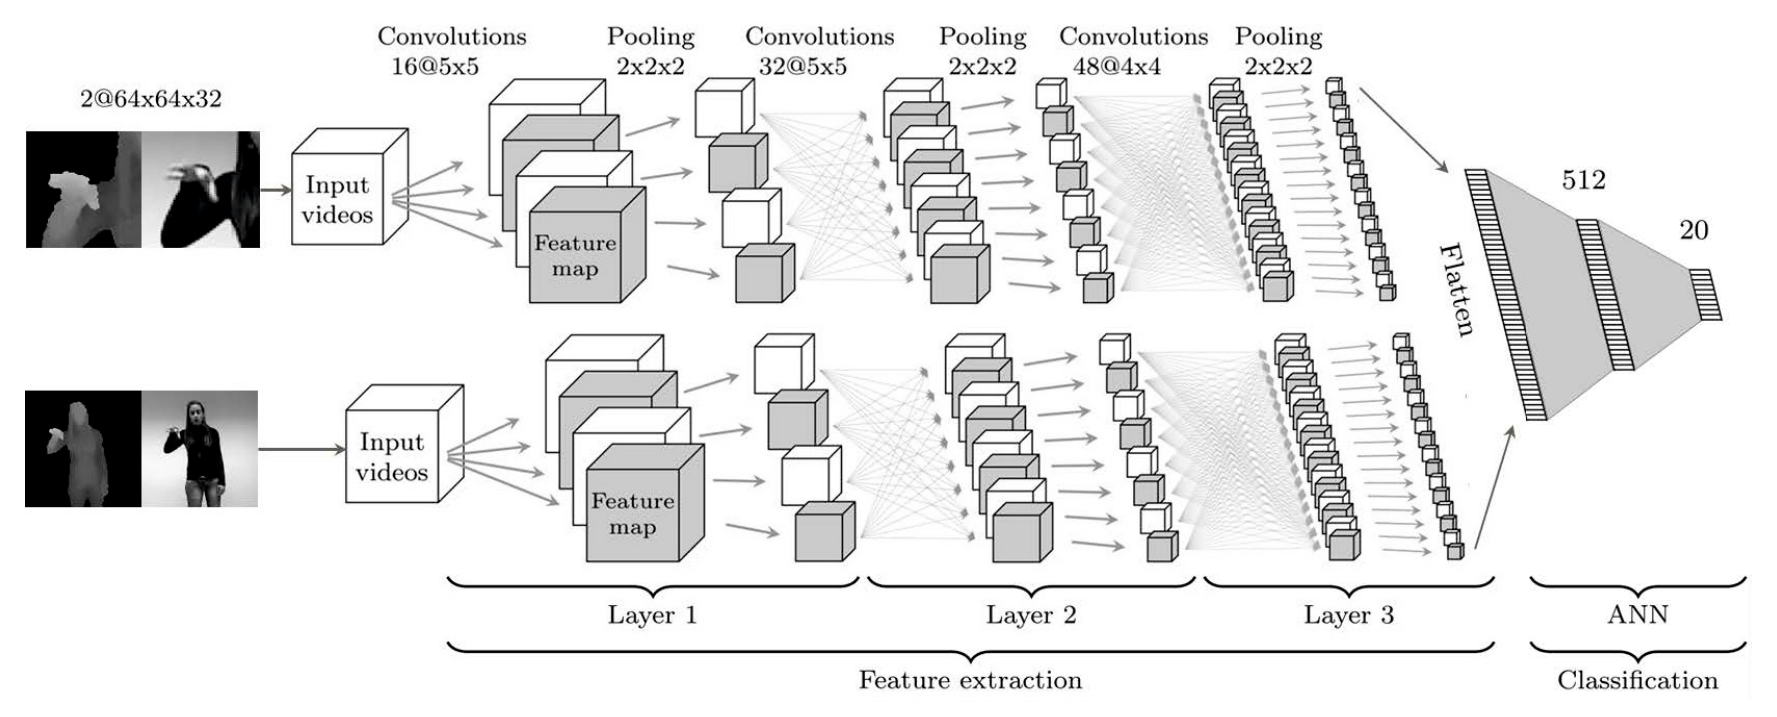 Convolutions
16@5x5
Pooling
2x2x2
Convolutions
32@5x5
Pooling
2x2x2
Convolutions
48@4x4
Pooling
2x2x2
2@64x64x32
Input
videos
Feature
map
512
20
Flatten
Input
videos
Feature
map
Layer 1
Layer 2
Layer 3
ANN
Feature extraction
Classification